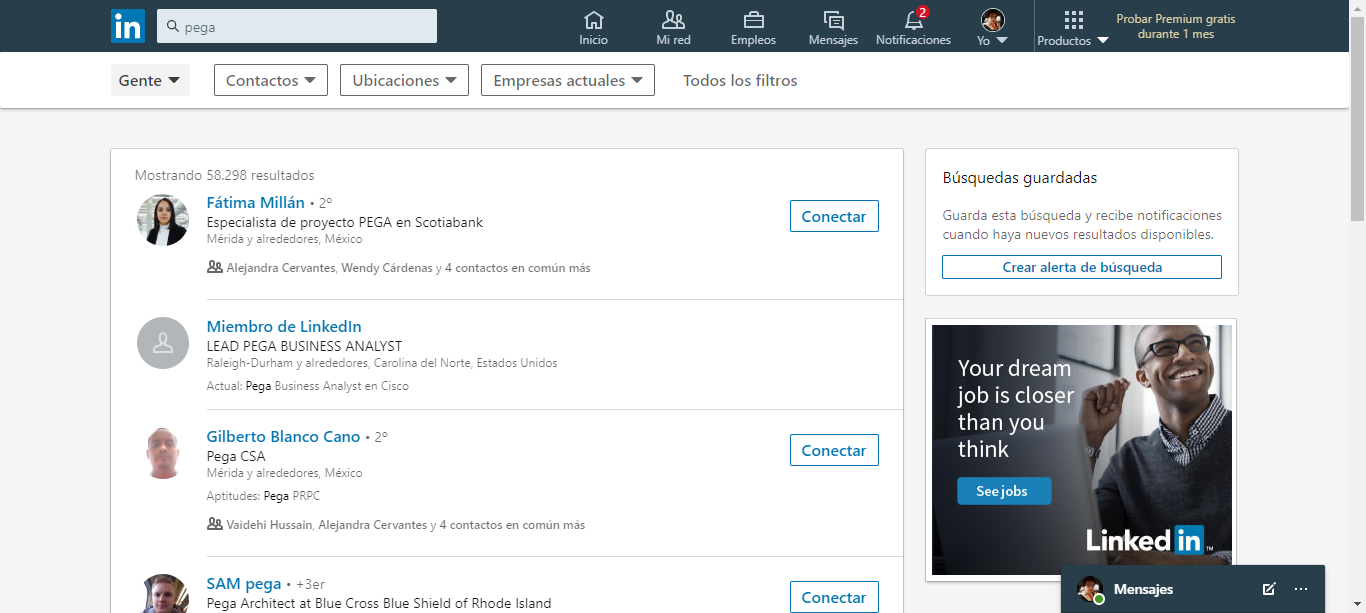 in
pega
Inicio
Mi red
Empleos
Mensajes
2
Notificaciones
Yo
Productos
Probar Premium gratis
durante 1 mes
Gente
Contactos
Ubicaciones
Empresas actuales
Todos los filtros
Mostrando 58.298 resultados
Fátima Millán • 2º
Especialista de proyecto PEGA en Scotiabank
Mérida y alrededores, México
Alejandra Cervantes, Wendy Cárdenas y 4 contactos en común más
Conectar
Miembro de LinkedIn
LEAD PEGA BUSINESS ANALYST
Raleigh-Durham y alrededores, Carolina del Norte, Estados Unidos
Actual: Pega Business Analyst en Cisco
Gilberto Blanco Cano • 2º
Pega CSA
Mérida y alrededores, México
Aptitudes: Pega PRPC
Vaidehi Hussain, Alejandra Cervantes y 4 contactos en común más
Conectar
SAM pega • +3er
Pega Architect at Blue Cross Blue Shield of Rhode Island
Conectar
Búsquedas guardadas
Guarda esta búsqueda y recibe notificaciones
cuando haya nuevos resultados disponibles.
Crear alerta de búsqueda
Your dream
job is closer
than you
think
See jobs
Linked in™
Mensajes